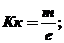 Кк = m/e;